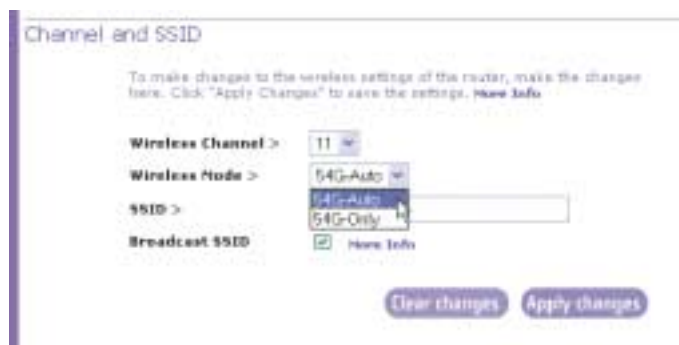 Channel and SSID
To make changes to the wireless settings of the router, make the changes
here. Click "Apply Changes" to save the settings. More Info
Wireless Channel > 11
Wireless Mode > 54G-Auto
54G-Auto
SSID >
54G-Only
Broadcast SSID More Info
Clear changes Apply changes